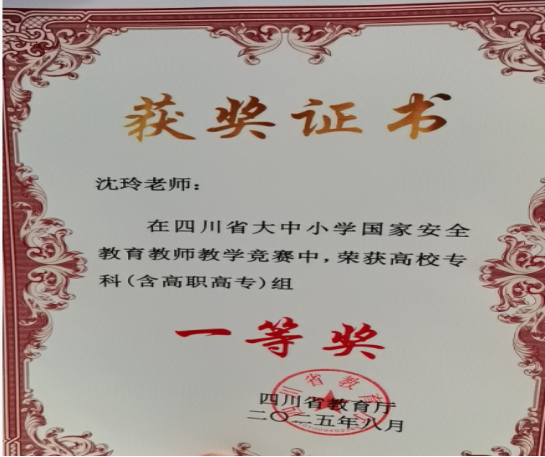 获奖证书
沈玲老师：
在四川省大中小学国家安全
教育教师教学竞赛中，荣获高校专
科（含高职高专）组
一等奖
四川省教育厅
二〇二五年八月